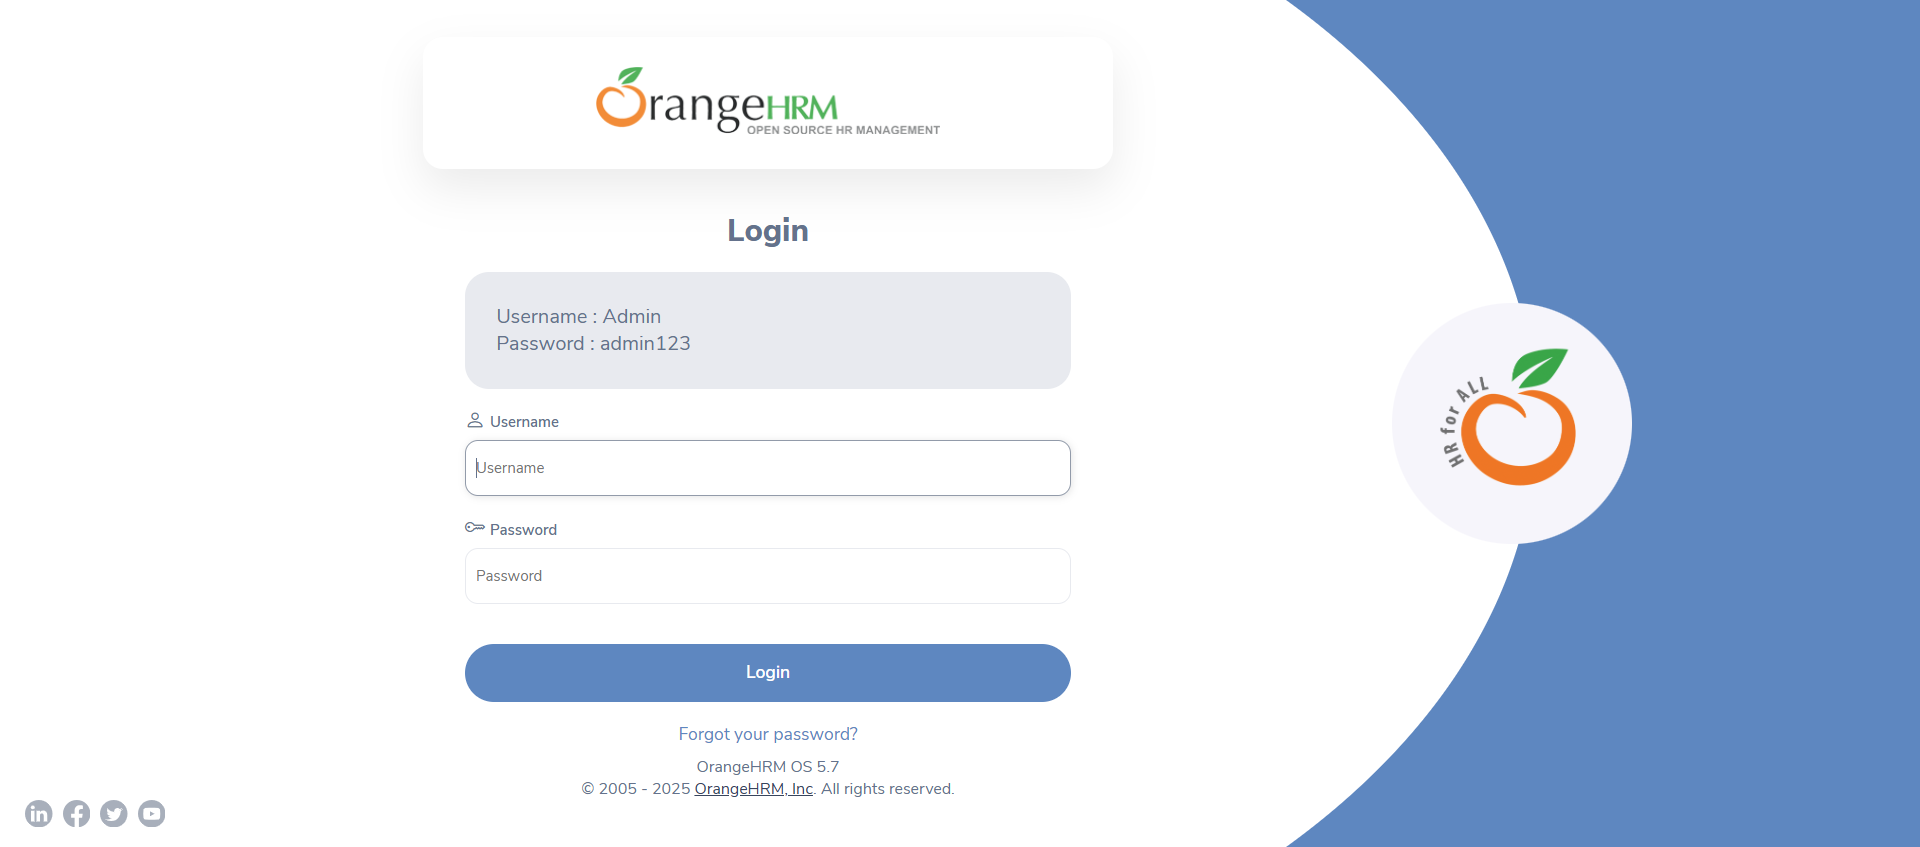 OrangeHRM
OPEN SOURCE HR MANAGEMENT
Login
Username : Admin
Password : admin123
Username
Username
Password
Password
Login
Forgot your password?
OrangeHRM OS 5.7
© 2005 - 2025 OrangeHRM, Inc. All rights reserved.
HR for ALL